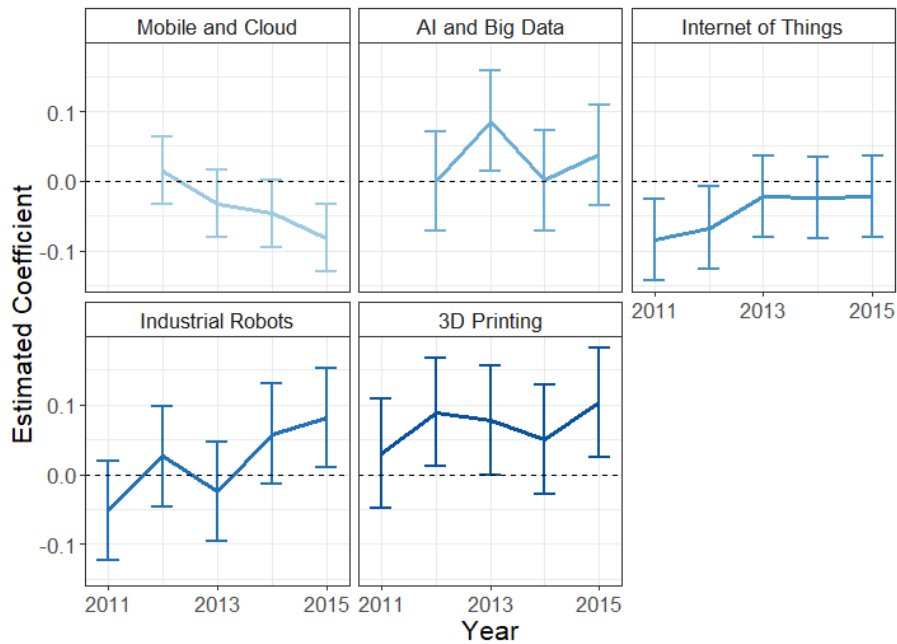 Mobile and Cloud
AI and Big Data
Internet of Things
0.1
0.0
-0.1
2011
2013
2015
Industrial Robots
3D Printing
0.1
0.0
-0.1
2011
2013
2015
2011
2013
2015
Estimated Coefficient
Year